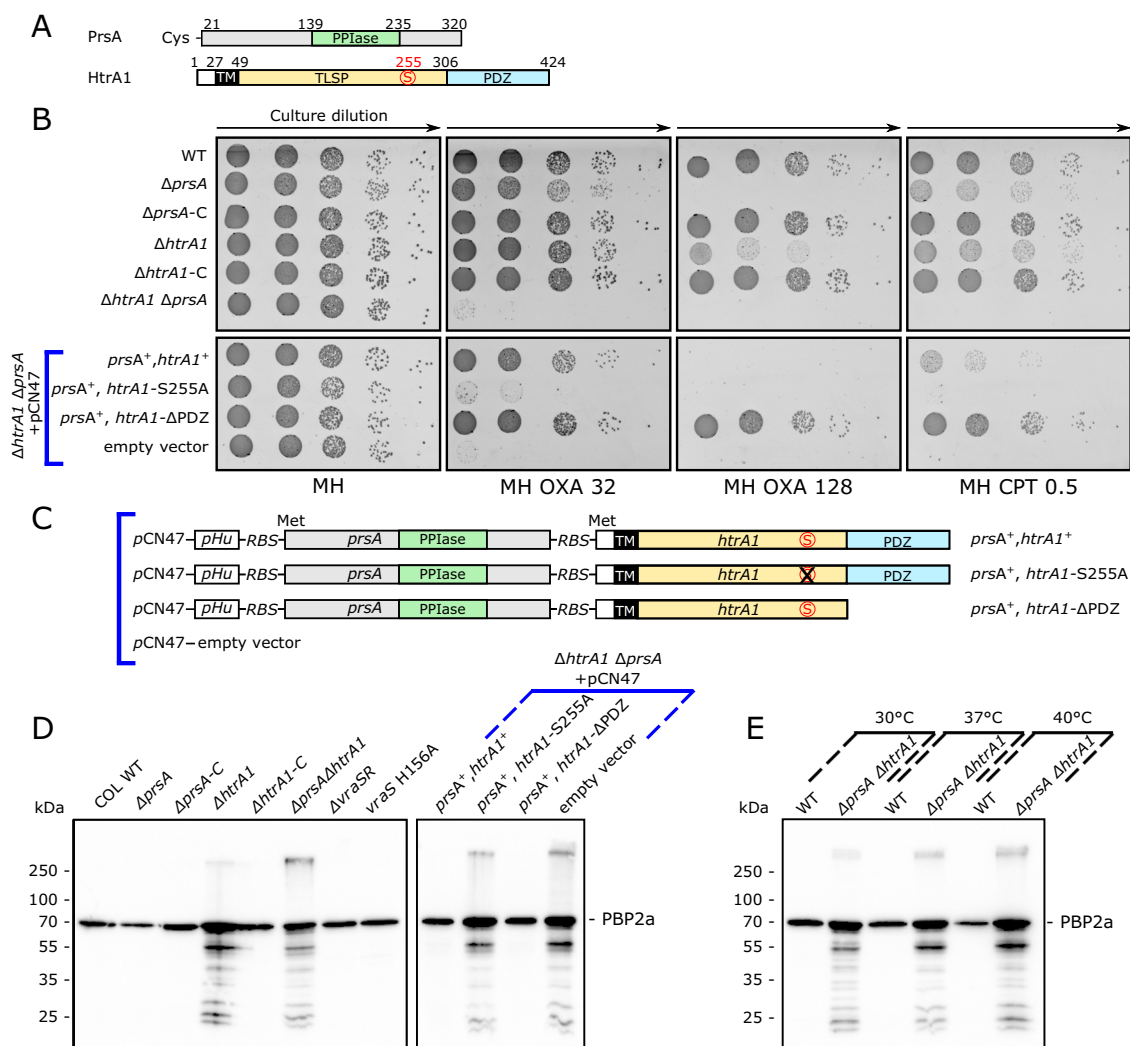 A
PrsA
Cys
21 139 235 320
PPIase
HtrA1
1 27 49 255 306 424
TM TLSP S PDZ
B
Culture dilution
WT
ΔprsA
ΔprsA-C
ΔhtrA1
ΔhtrA1-C
ΔhtrA1 ΔprsA
ΔhtrA1 ΔprsA
+pCN47
prsA⁺,htrA1⁺
prsA⁺, htrA1-S255A
prsA⁺, htrA1-ΔPDZ
empty vector
MH MH OXA 32 MH OXA 128 MH CPT 0.5
C
Met Met
pCN47 pHu RBS prsA PPIase RBS TM htrA1 S PDZ prsA⁺,htrA1⁺
pCN47 pHu RBS prsA PPIase RBS TM htrA1 S PDZ prsA⁺, htrA1-S255A
pCN47 pHu RBS prsA PPIase RBS TM htrA1 S prsA⁺, htrA1-ΔPDZ
pCN47–empty vector
D
ΔhtrA1 ΔprsA
+pCN47
kDa
COL WT
ΔprsA
ΔprsA-C
ΔhtrA1
ΔhtrA1-C
ΔprsAΔhtrA1
ΔvraSR
vraS H156A
prsA⁺, htrA1⁺
prsA⁺, htrA1-S255A
prsA⁺, htrA1-ΔPDZ
empty vector
250 -
100 -
70 -
55 -
35 -
25 -
- PBP2a
E
30°C 37°C 40°C
kDa
WT
ΔprsA ΔhtrA1
WT
ΔprsA ΔhtrA1
WT
ΔprsA ΔhtrA1
250 -
100 -
70 -
55 -
35 -
25 -
- PBP2a